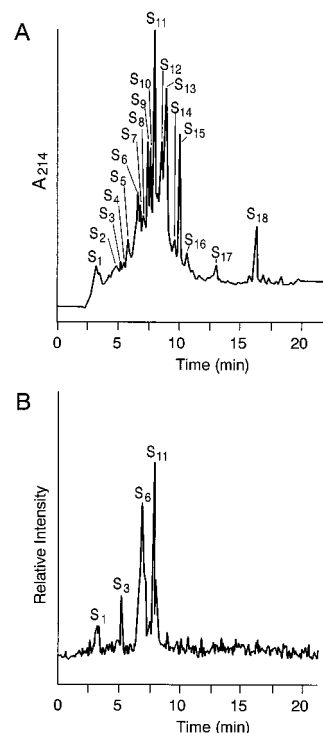 A
S11
S10
S12
S9
S13
S8
S14
S7
S15
S6
S5
S4
S3
S2
S1
S16
S17
S18
A214
0 5 10 15 20
Time (min)
B
S11
S6
S3
S1
Relative Intensity
0 5 10 15 20
Time (min)